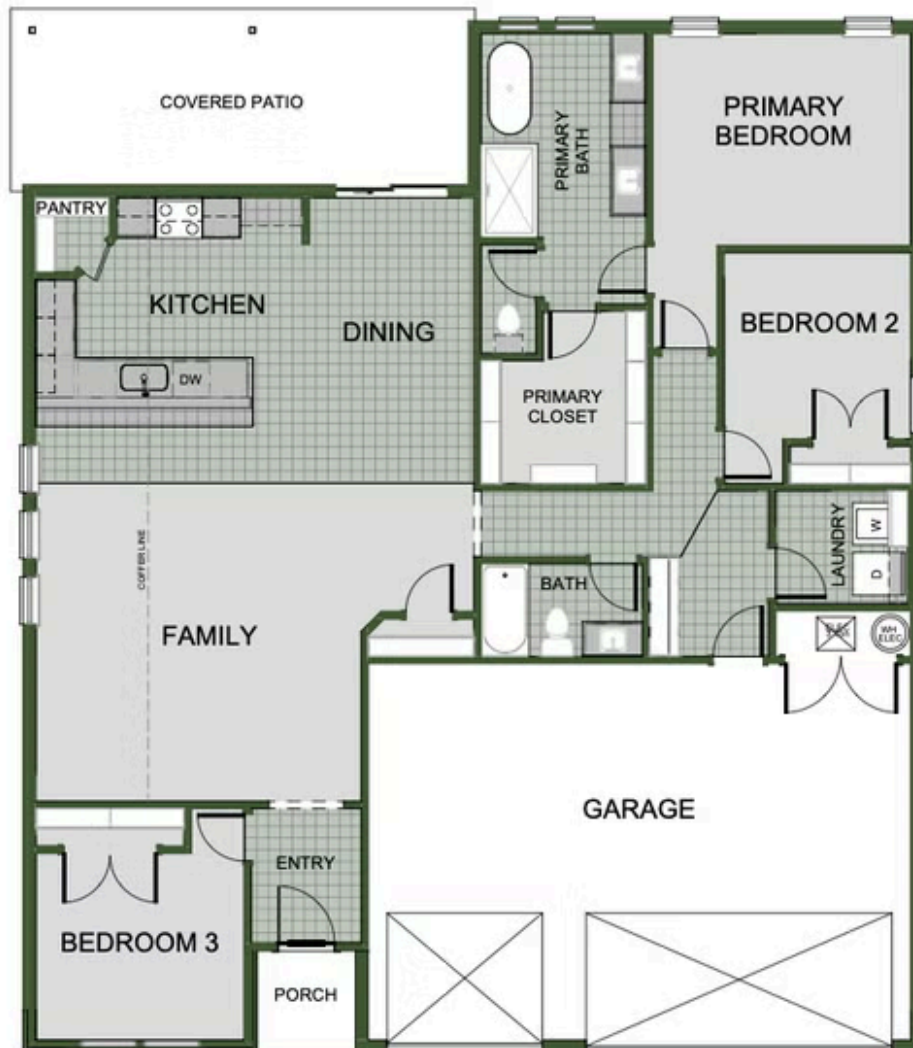 COVERED PATIO
PRIMARY
BATH
PRIMARY
BEDROOM
PANTRY
KITCHEN
DINING
BEDROOM 2
DW
PRIMARY
CLOSET
COFFER LINE
LAUNDRY
W
D
BATH
FAMILY
WH
ELEC
GARAGE
ENTRY
BEDROOM 3
PORCH